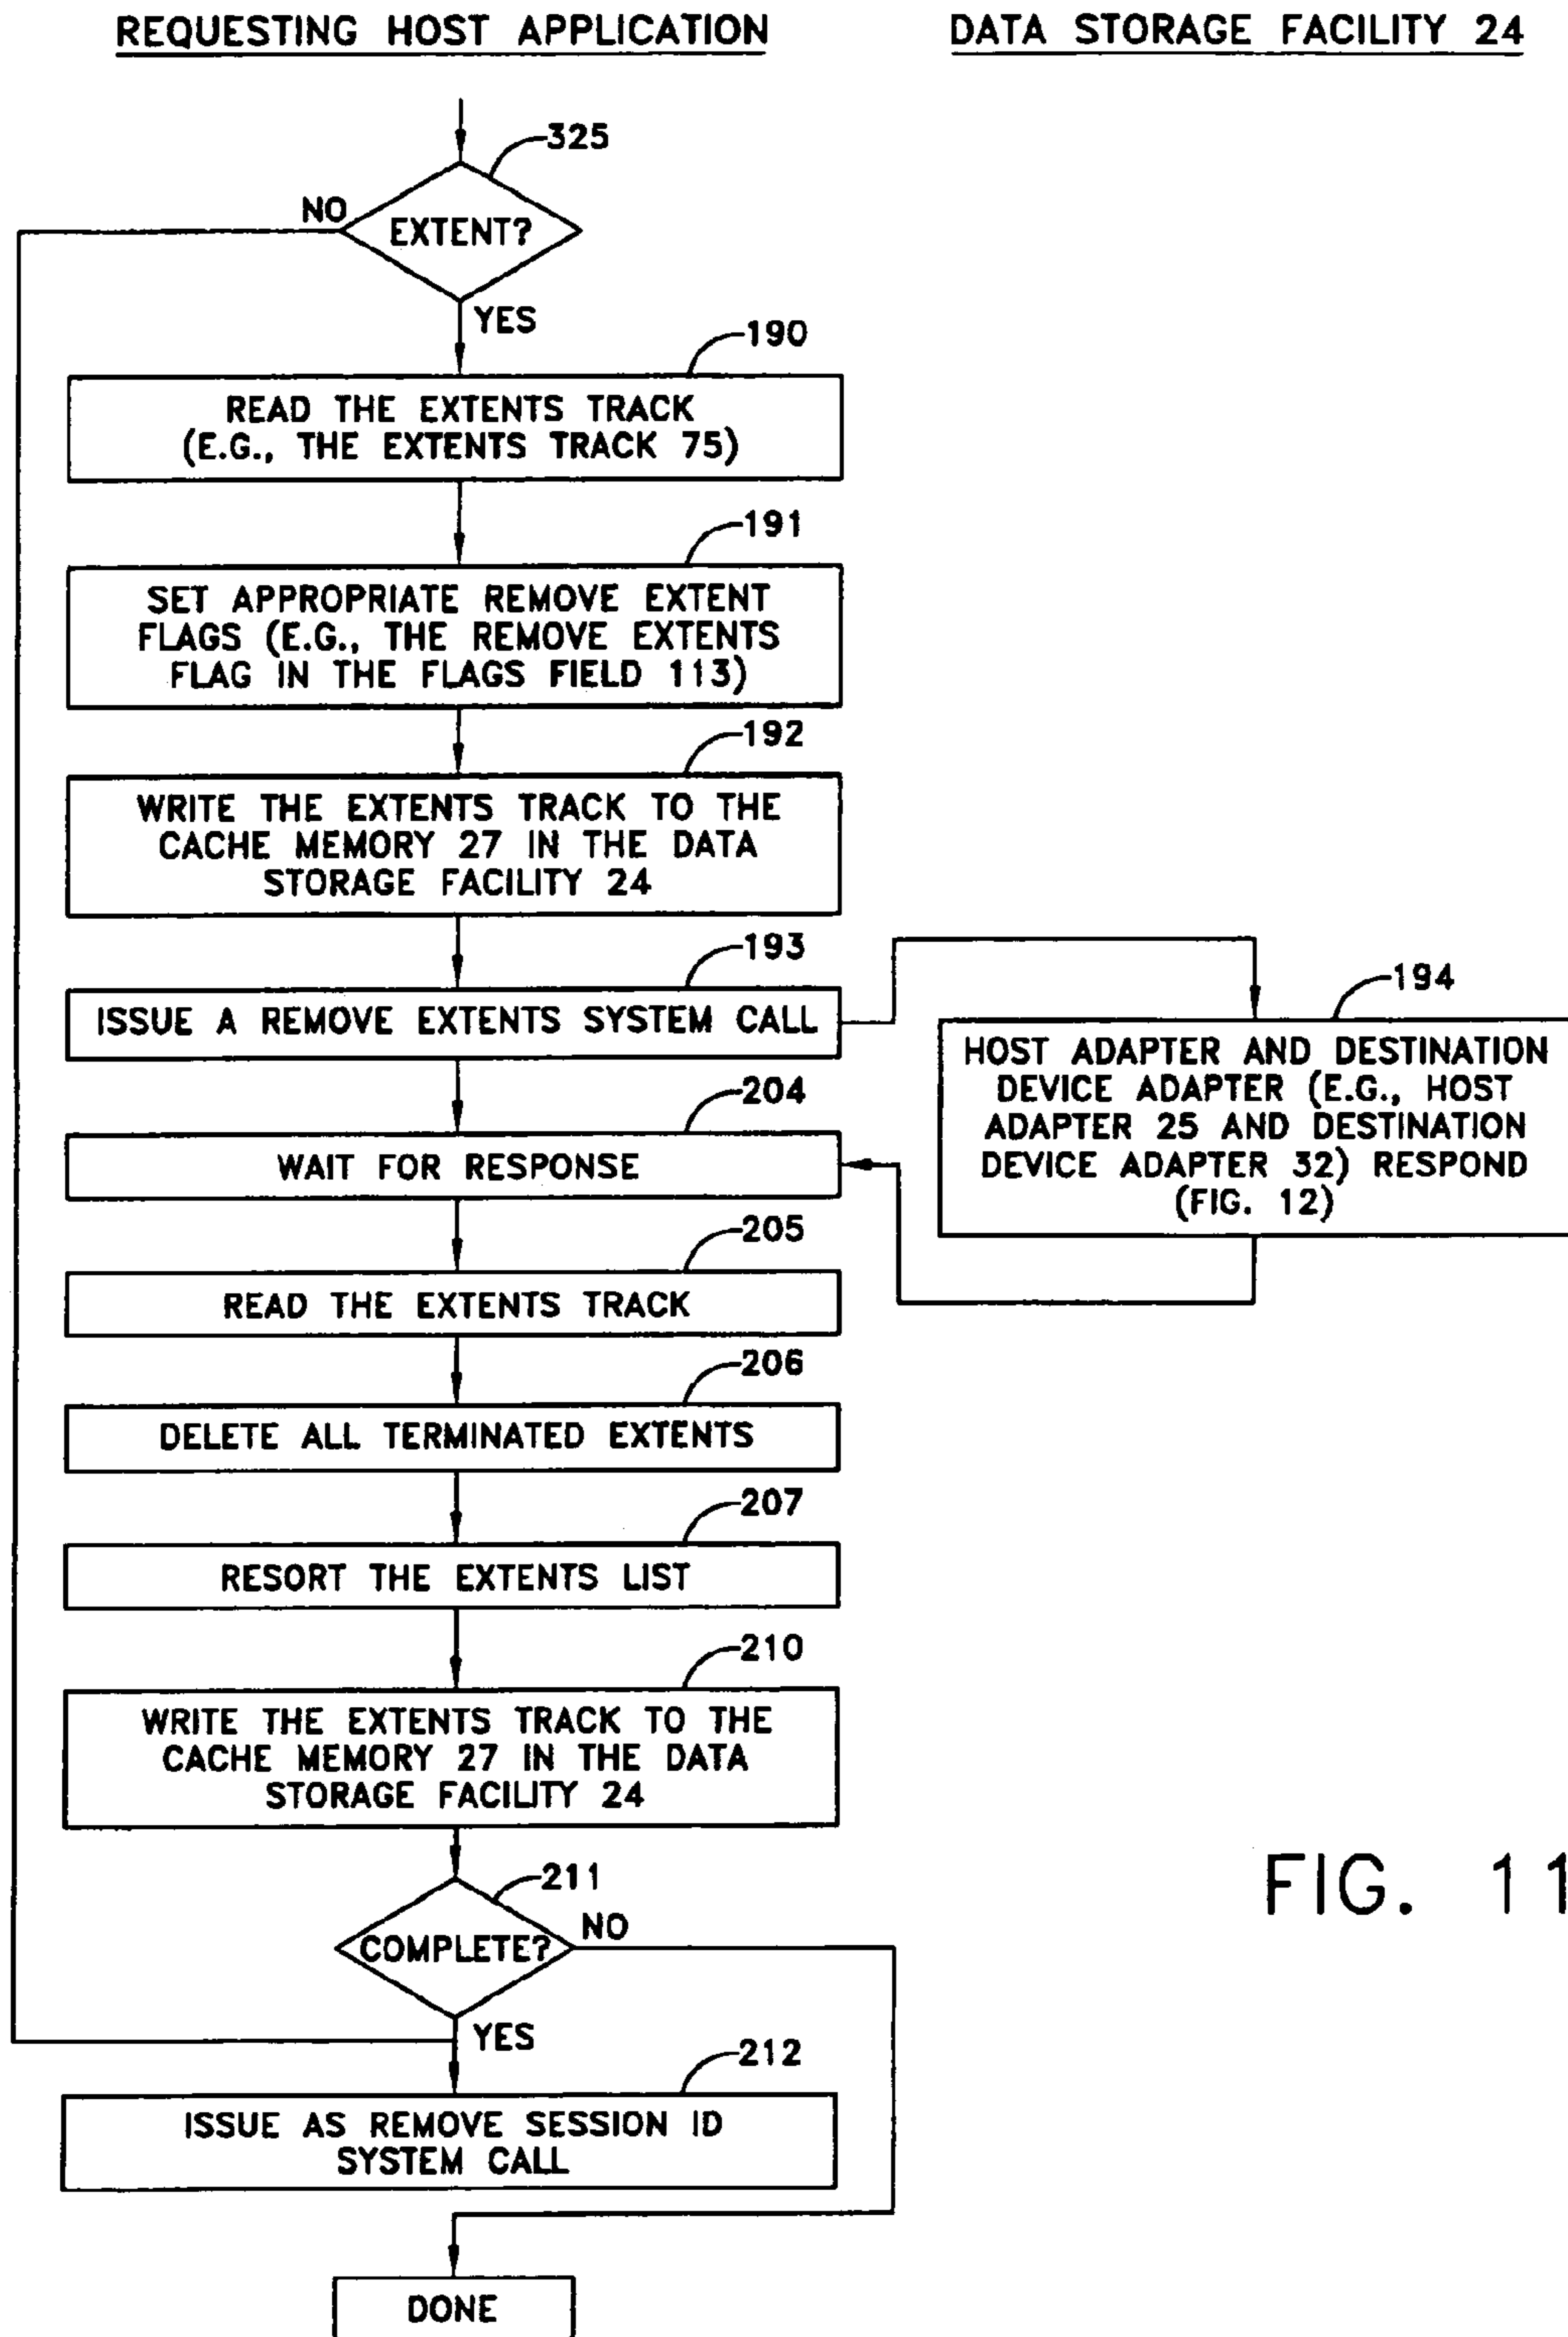 REQUESTING HOST APPLICATION
DATA STORAGE FACILITY 24
325
NO
EXTENT?
YES
190
READ THE EXTENTS TRACK
(E.G., THE EXTENTS TRACK 75)
191
SET APPROPRIATE REMOVE EXTENT
FLAGS (E.G., THE REMOVE EXTENTS
FLAG IN THE FLAGS FIELD 113)
192
WRITE THE EXTENTS TRACK TO THE
CACHE MEMORY 27 IN THE DATA
STORAGE FACILITY 24
193
ISSUE A REMOVE EXTENTS SYSTEM CALL
194
HOST ADAPTER AND DESTINATION
DEVICE ADAPTER (E.G., HOST
ADAPTER 25 AND DESTINATION
DEVICE ADAPTER 32) RESPOND
(FIG. 12)
204
WAIT FOR RESPONSE
205
READ THE EXTENTS TRACK
206
DELETE ALL TERMINATED EXTENTS
207
RESORT THE EXTENTS LIST
210
WRITE THE EXTENTS TRACK TO THE
CACHE MEMORY 27 IN THE DATA
STORAGE FACILITY 24
211
COMPLETE?
NO
YES
212
ISSUE AS REMOVE SESSION ID
SYSTEM CALL
DONE
FIG. 11